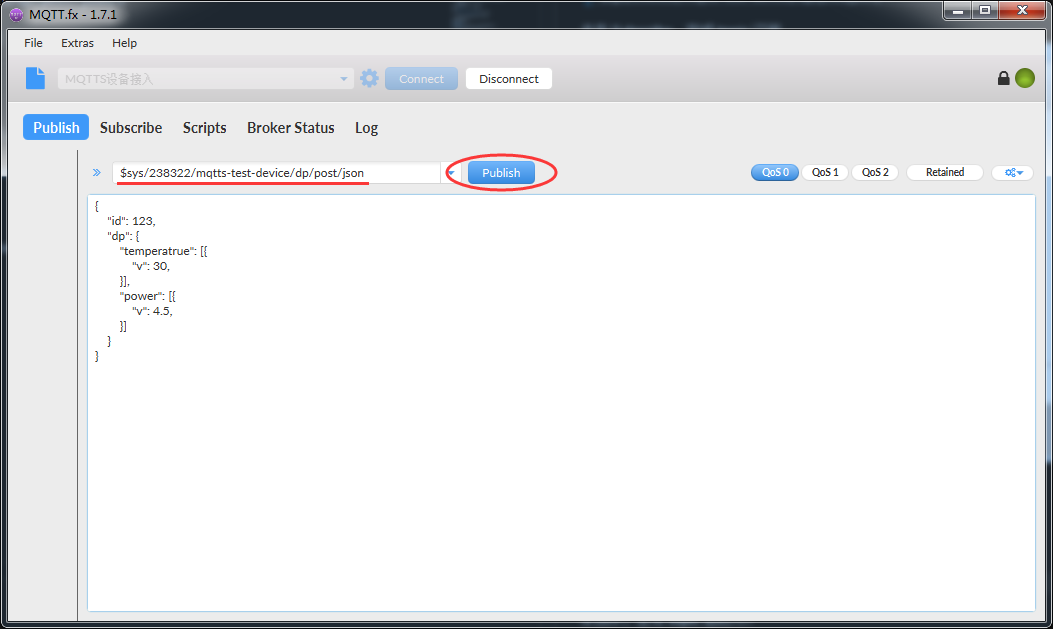 MQTT.fx - 1.7.1
File Extras Help
MQTTS设备接入 Connect Disconnect
Publish Subscribe Scripts Broker Status Log
$sys/238322/mqtts-test-device/dp/post/json Publish QoS 0 QoS 1 QoS 2 Retained
{
"id": 123,
"dp": {
"temperatrue": [{
"v": 30,
}],
"power": [{
"v": 4.5,
}]
}
}